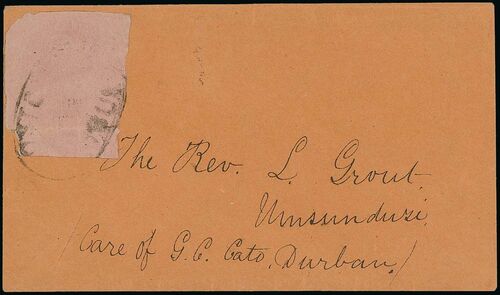 The Rev. L. Grout.
Umsunduzi
/Care of G. C. Cato, Durban./